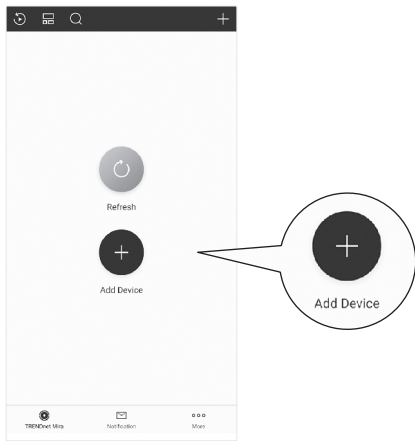 Refresh
Add Device
Add Device
TRENDnet Mira
Notification
More